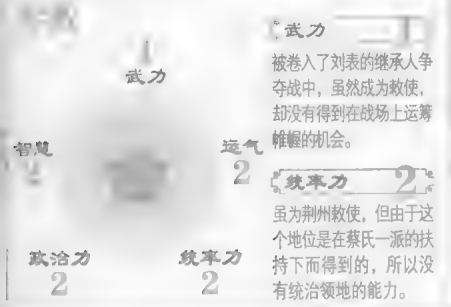 武力 1
被卷入了刘表的继承人争
夺战中，虽然成为敕使，
却没有得到在战场上运筹
帷幄的机会。
统率力 2
虽为荆州敕使，但由于这
个地位是在蔡氏一派的扶
持下而得到的，所以没
有统治领地的能力。
1
武力
智慧
2
运气
2
政治力
2
统率力
2